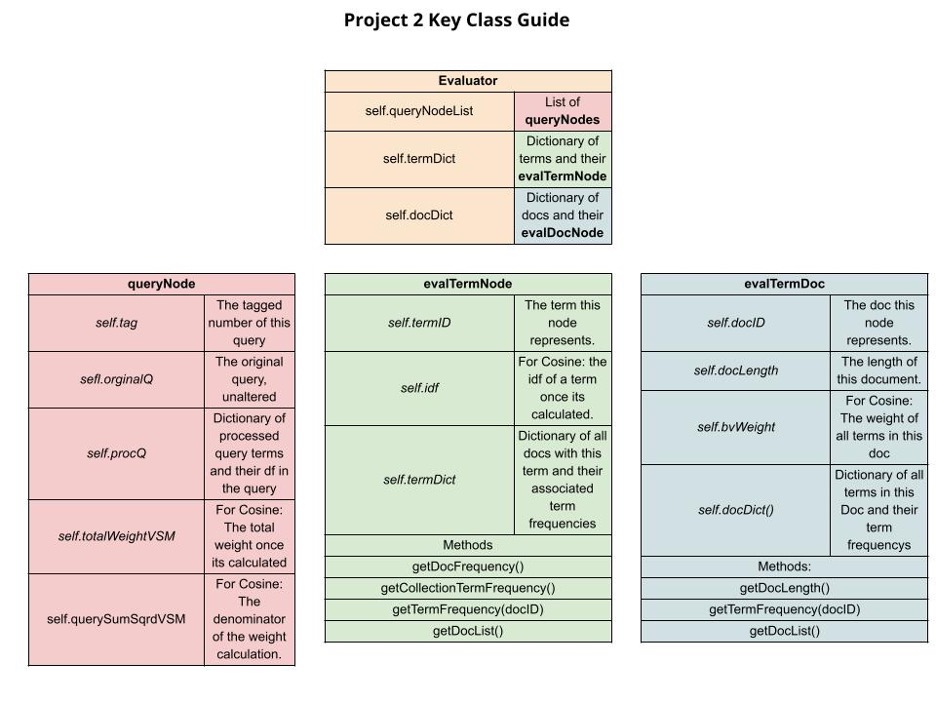 Project 2 Key Class Guide
Evaluator
self.queryNodeList
List of
queryNodes
self.termDict
Dictionary of
terms and their
evalTermNode
self.docDict
Dictionary of
docs and their
evalDocNode
queryNode
self.tag
The tagged
number of this
query
sefl.orginalQ
The original
query,
unaltered
self.procQ
Dictionary of
processed
query terms
and their df in
the query
self.totalWeightVSM
For Cosine:
The total
weight once
its calculated
self.querySumSqrdVSM
For Cosine:
The
denominator
of the weight
calculation.
evalTermNode
self.termID
The term this
node
represents.
self.idf
For Cosine: the
idf of a term
once its
calculated.
self.termDict
Dictionary of all
docs with this
term and their
associated
term
frequencies
Methods
getDocFrequency()
getCollectionTermFrequency()
getTermFrequency(docID)
getDocList()
evalTermDoc
self.docID
The doc this
node
represents.
self.docLength
The length of
this document.
self.bvWeight
For Cosine:
The weight of
all terms in this
doc
self.docDict()
Dictionary of all
terms in this
Doc and their
term
frequencys
Methods:
getDocLength()
getTermFrequency(docID)
getDocList()